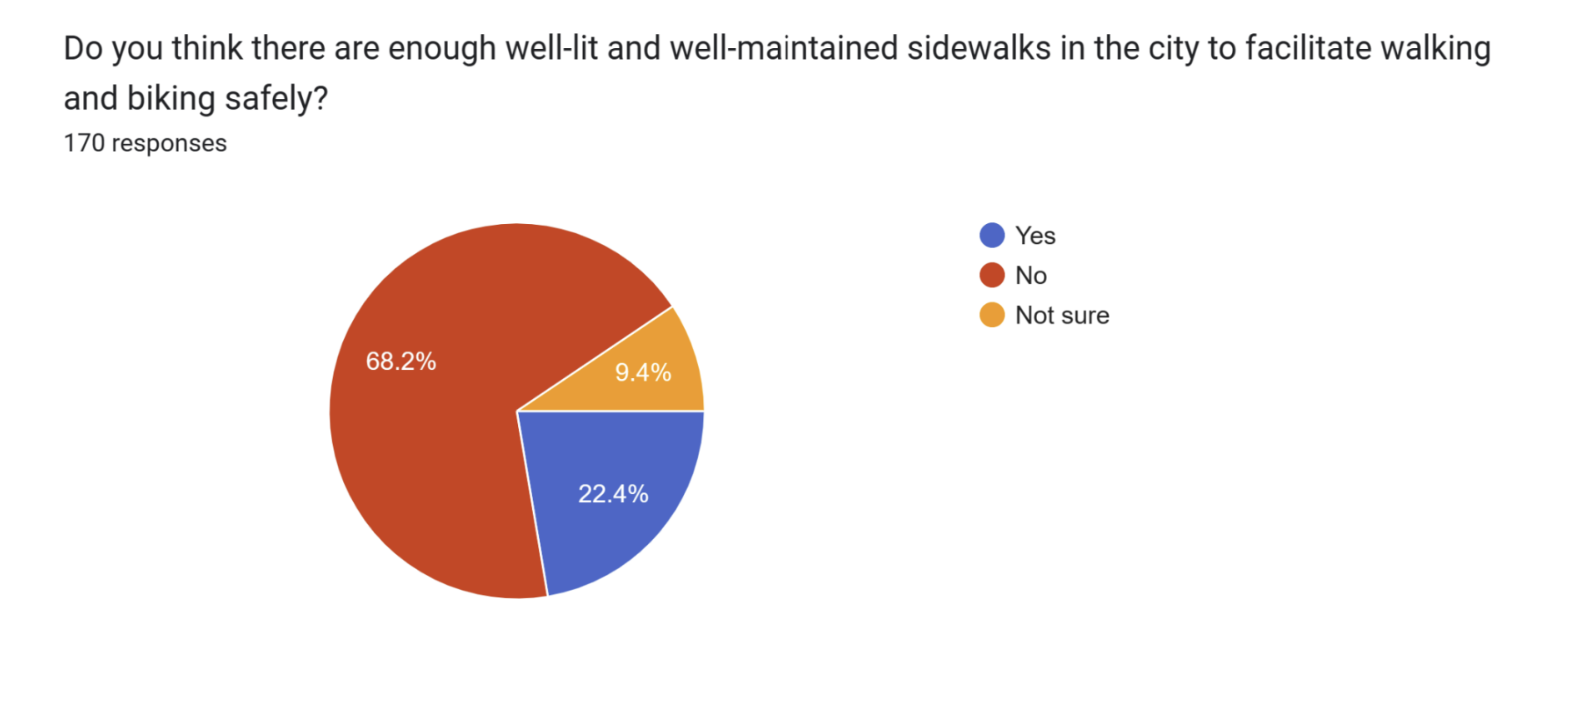 Do you think there are enough well-lit and well-maintained sidewalks in the city to facilitate walking
and biking safely?
170 responses
Yes
No
Not sure
68.2%
9.4%
22.4%